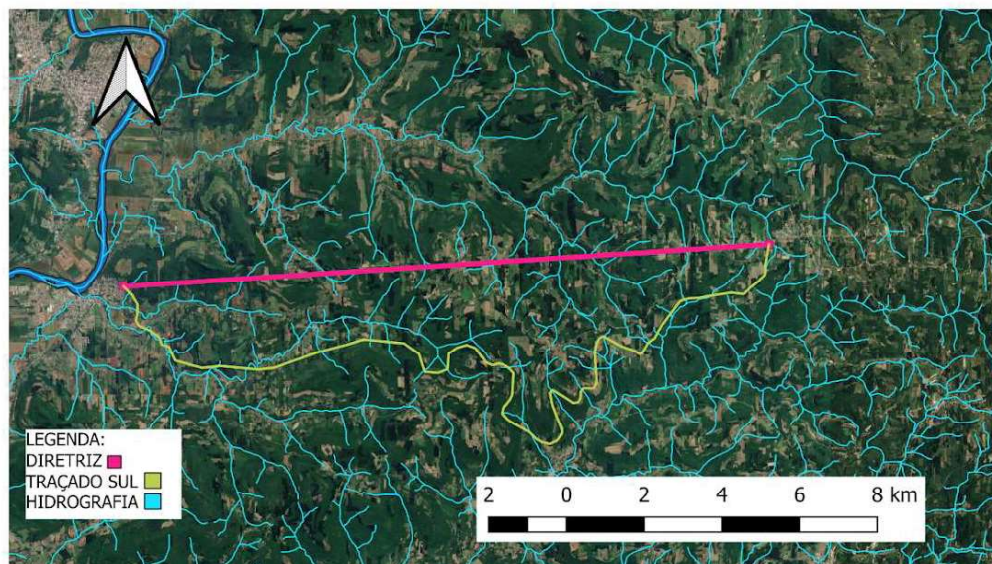 LEGENDA:
DIRETRIZ
TRAÇADO SUL
HIDROGRAFIA
2 0 2 4 6 8 km